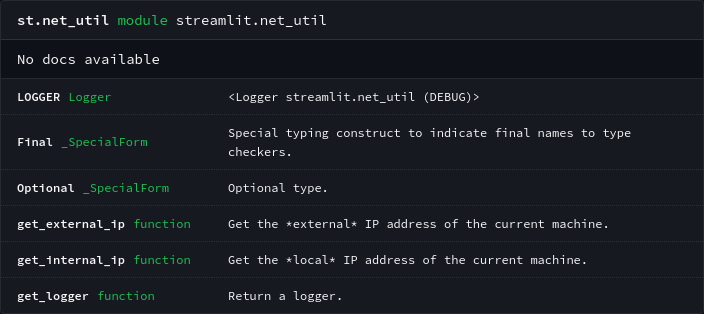 st.net_util module streamlit.net_util
No docs available
LOGGER Logger <Logger streamlit.net_util (DEBUG)>
Final _SpecialForm Special typing construct to indicate final names to type
checkers.
Optional _SpecialForm Optional type.
get_external_ip function Get the *external* IP address of the current machine.
get_internal_ip function Get the *local* IP address of the current machine.
get_logger function Return a logger.